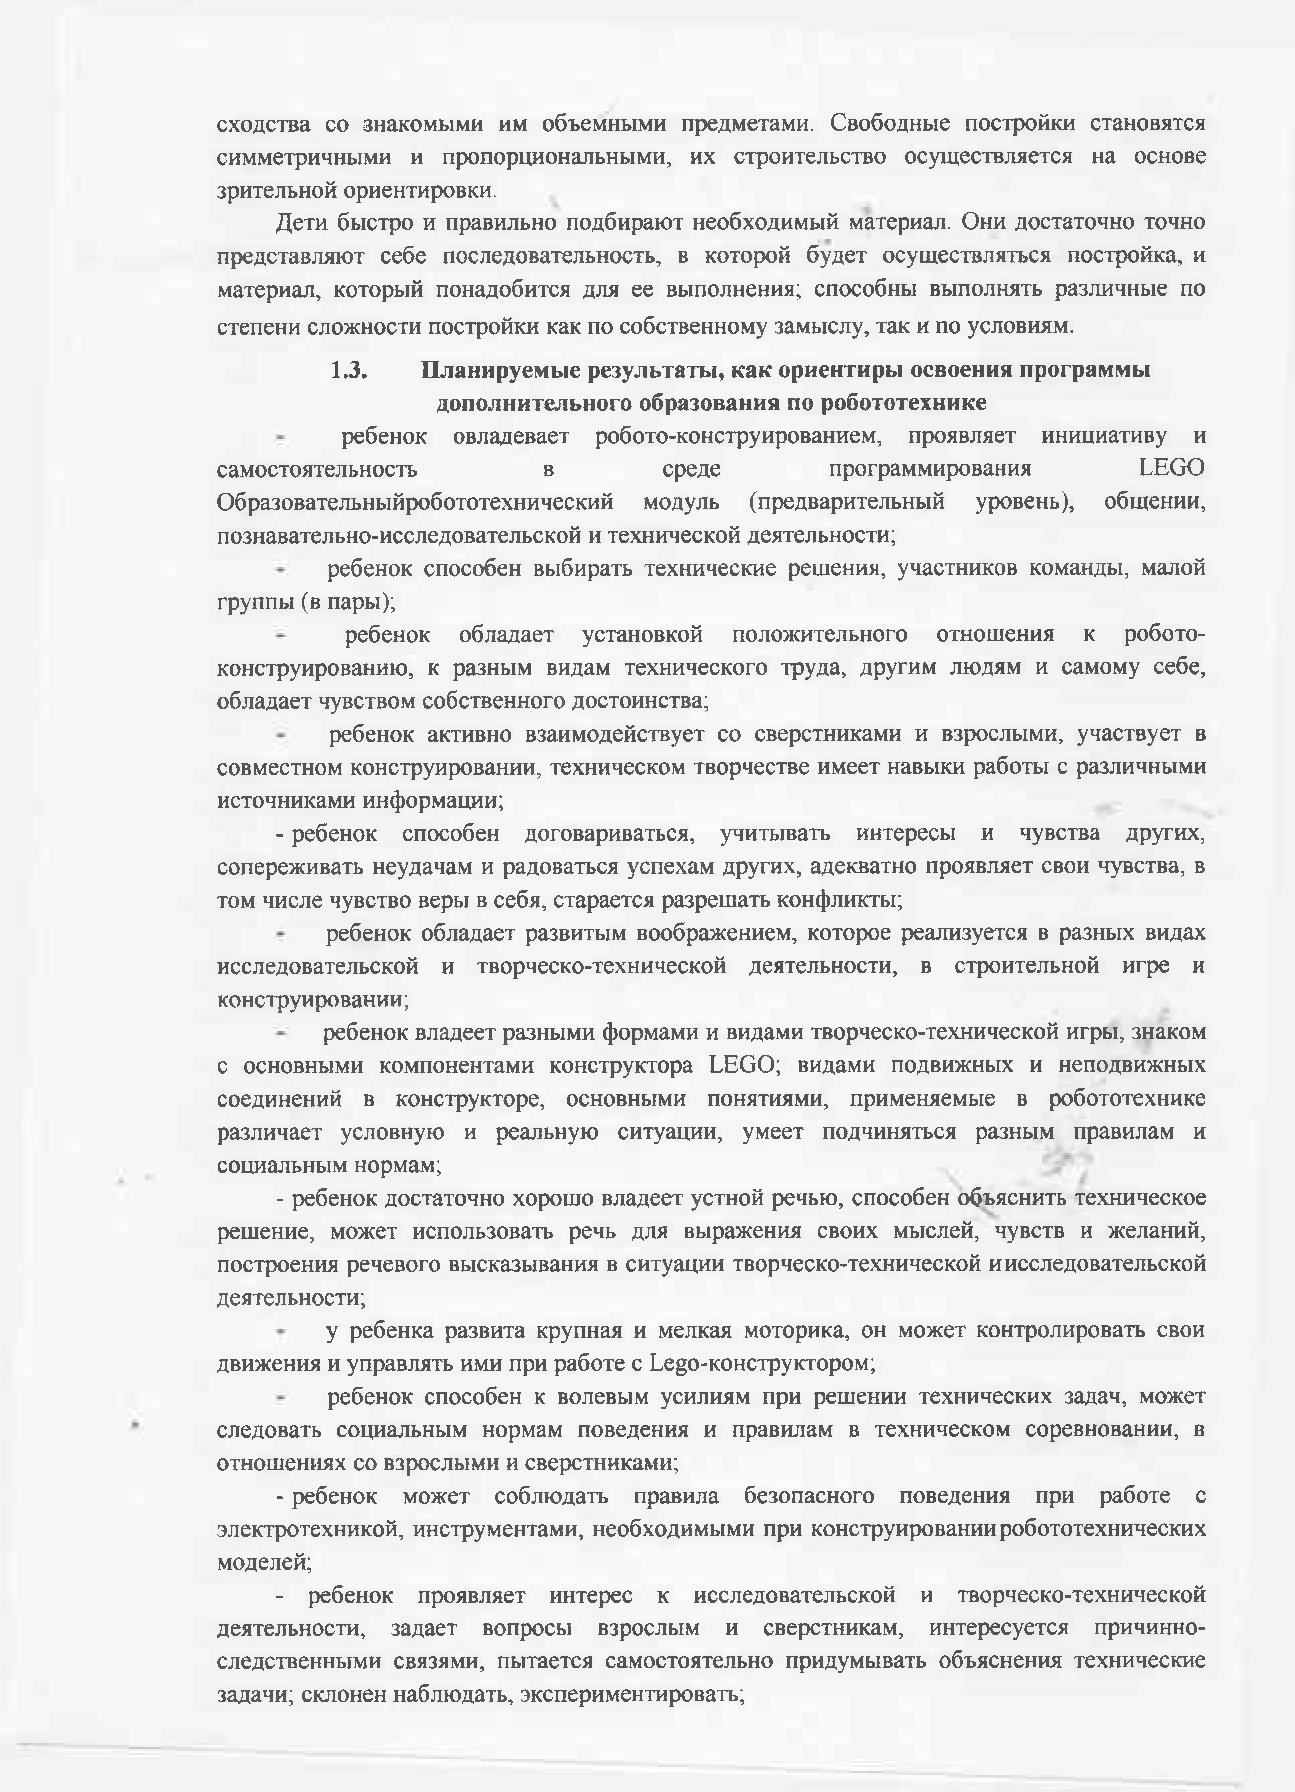 сходства со знакомыми им объемными предметами. Свободные постройки становятся
симметричными и пропорциональными, их строительство осуществляется на основе
зрительной ориентировки.
Дети быстро и правильно подбирают необходимый материал. Они достаточно точно
представляют себе последовательность, в которой будет осуществляться постройка, и
материал, который понадобится для ее выполнения; способны выполнять различные по
степени сложности постройки как по собственному замыслу, так и по условиям.
1.3. Планируемые результаты, как ориентиры освоения программы
дополнительного образования по робототехнике
- ребенок овладевает робото-конструированием, проявляет инициативу и
самостоятельность в среде программирования LEGO
Образовательныйробототехнический модуль (предварительный уровень), общении,
познавательно-исследовательской и технической деятельности;
- ребенок способен выбирать технические решения, участников команды, малой
группы (в пары);
- ребенок обладает установкой положительного отношения к робото-
конструированию, к разным видам технического труда, другим людям и самому себе,
обладает чувством собственного достоинства;
- ребенок активно взаимодействует со сверстниками и взрослыми, участвует в
совместном конструировании, техническом творчестве имеет навыки работы с различными
источниками информации;
- ребенок способен договариваться, учитывать интересы и чувства других,
сопереживать неудачам и радоваться успехам других, адекватно проявляет свои чувства, в
том числе чувство веры в себя, старается разрешать конфликты;
- ребенок обладает развитым воображением, которое реализуется в разных видах
исследовательской и творческо-технической деятельности, в строительной игре и
конструировании;
- ребенок владеет разными формами и видами творческо-технической игры, знаком
с основными компонентами конструктора LEGO; видами подвижных и неподвижных
соединений в конструкторе, основными понятиями, применяемые в робототехнике
различает условную и реальную ситуации, умеет подчиняться разным правилам и
социальным нормам;
- ребенок достаточно хорошо владеет устной речью, способен объяснить техническое
решение, может использовать речь для выражения своих мыслей, чувств и желаний,
построения речевого высказывания в ситуации творческо-технической и исследовательской
деятельности;
- у ребенка развита крупная и мелкая моторика, он может контролировать свои
движения и управлять ими при работе с Lego-конструктором;
- ребенок способен к волевым усилиям при решении технических задач, может
следовать социальным нормам поведения и правилам в техническом соревновании, в
отношениях со взрослыми и сверстниками;
- ребенок может соблюдать правила безопасного поведения при работе с
электротехникой, инструментами, необходимыми при конструировании робототехнических
моделей;
- ребенок проявляет интерес к исследовательской и творческо-технической
деятельности, задает вопросы взрослым и сверстникам, интересуется причинно-
следственными связями, пытается самостоятельно придумывать объяснения технические
задачи; склонен наблюдать, экспериментировать;